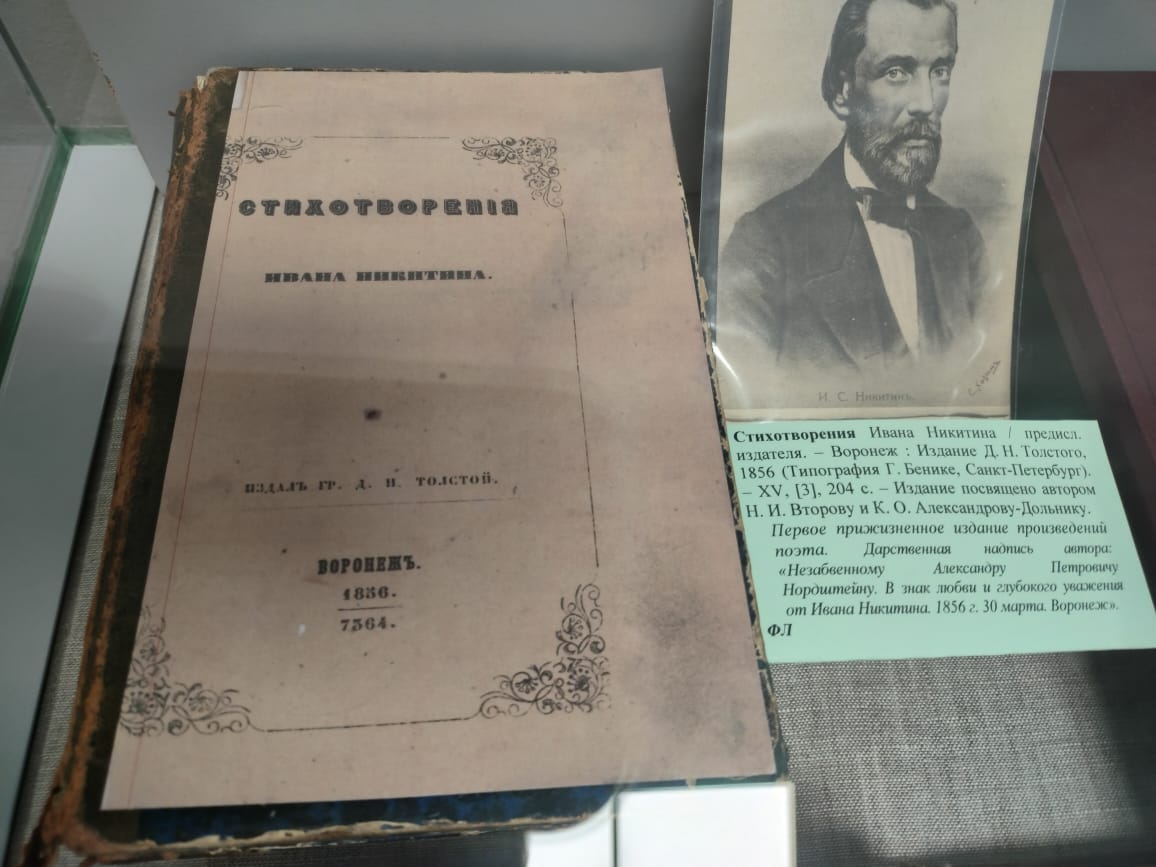 СТИХОТВОРЕНІЯ
ИВАНА НИКИТИНА.
ИЗДАЛЪ ГР. Д. Н. ТОЛСТОЙ.
ВОРОНЕЖЪ.
1856.
7364.
И. С. Никитинъ.
Стихотворения Ивана Никитина / предисл.
издателя. – Воронеж : Издание Д. Н. Толстого,
1856 (Типография Г. Бенике, Санкт-Петербург).
– XV, [3], 204 с. – Издание посвящено автором
Н. И. Второву и К. О. Александрову-Дольнику.
Первое прижизненное издание произведений
поэта. Дарственная надпись автора:
«Незабвенному Александру Петровичу
Нордштейну. В знак любви и глубокого уважения
от Ивана Никитина. 1856 г. 30 марта. Воронеж».
ФЛ